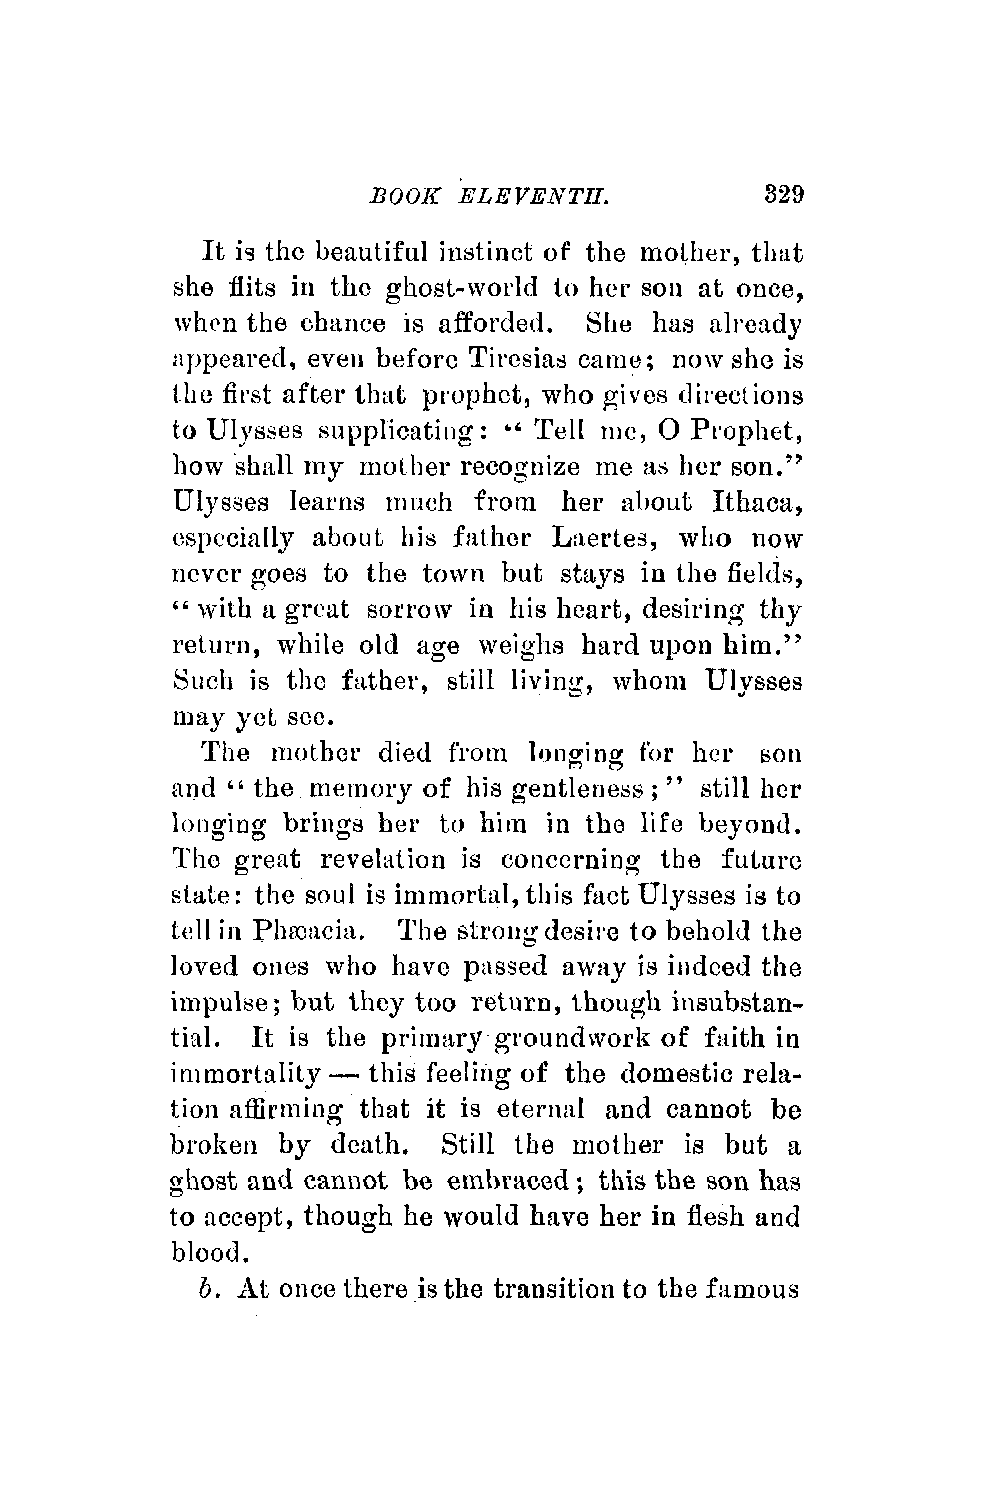 BOOK ELEVENTH. 329
It is the beautiful instinct of the mother, that
she flits in the ghost-world to her son at once,
when the chance is afforded. She has already
appeared, even before Tiresias came; now she is
the first after that prophet, who gives directions
to Ulysses supplicating: “ Tell me, O Prophet,
how shall my mother recognize me as her son.”
Ulysses learns much from her about Ithaca,
especially about his father Laertes, who now
never goes to the town but stays in the fields,
“ with a great sorrow in his heart, desiring thy
return, while old age weighs hard upon him.”
Such is the father, still living, whom Ulysses
may yet see.
The mother died from longing for her son
and “ the memory of his gentleness ; ” still her
longing brings her to him in the life beyond.
The great revelation is concerning the future
state: the soul is immortal, this fact Ulysses is to
tell in Phæacia. The strong desire to behold the
loved ones who have passed away is indeed the
impulse; but they too return, though insubstan-
tial. It is the primary groundwork of faith in
immortality — this feeling of the domestic rela-
tion affirming that it is eternal and cannot be
broken by death. Still the mother is but a
ghost and cannot be embraced ; this the son has
to accept, though he would have her in flesh and
blood.
b. At once there is the transition to the famous